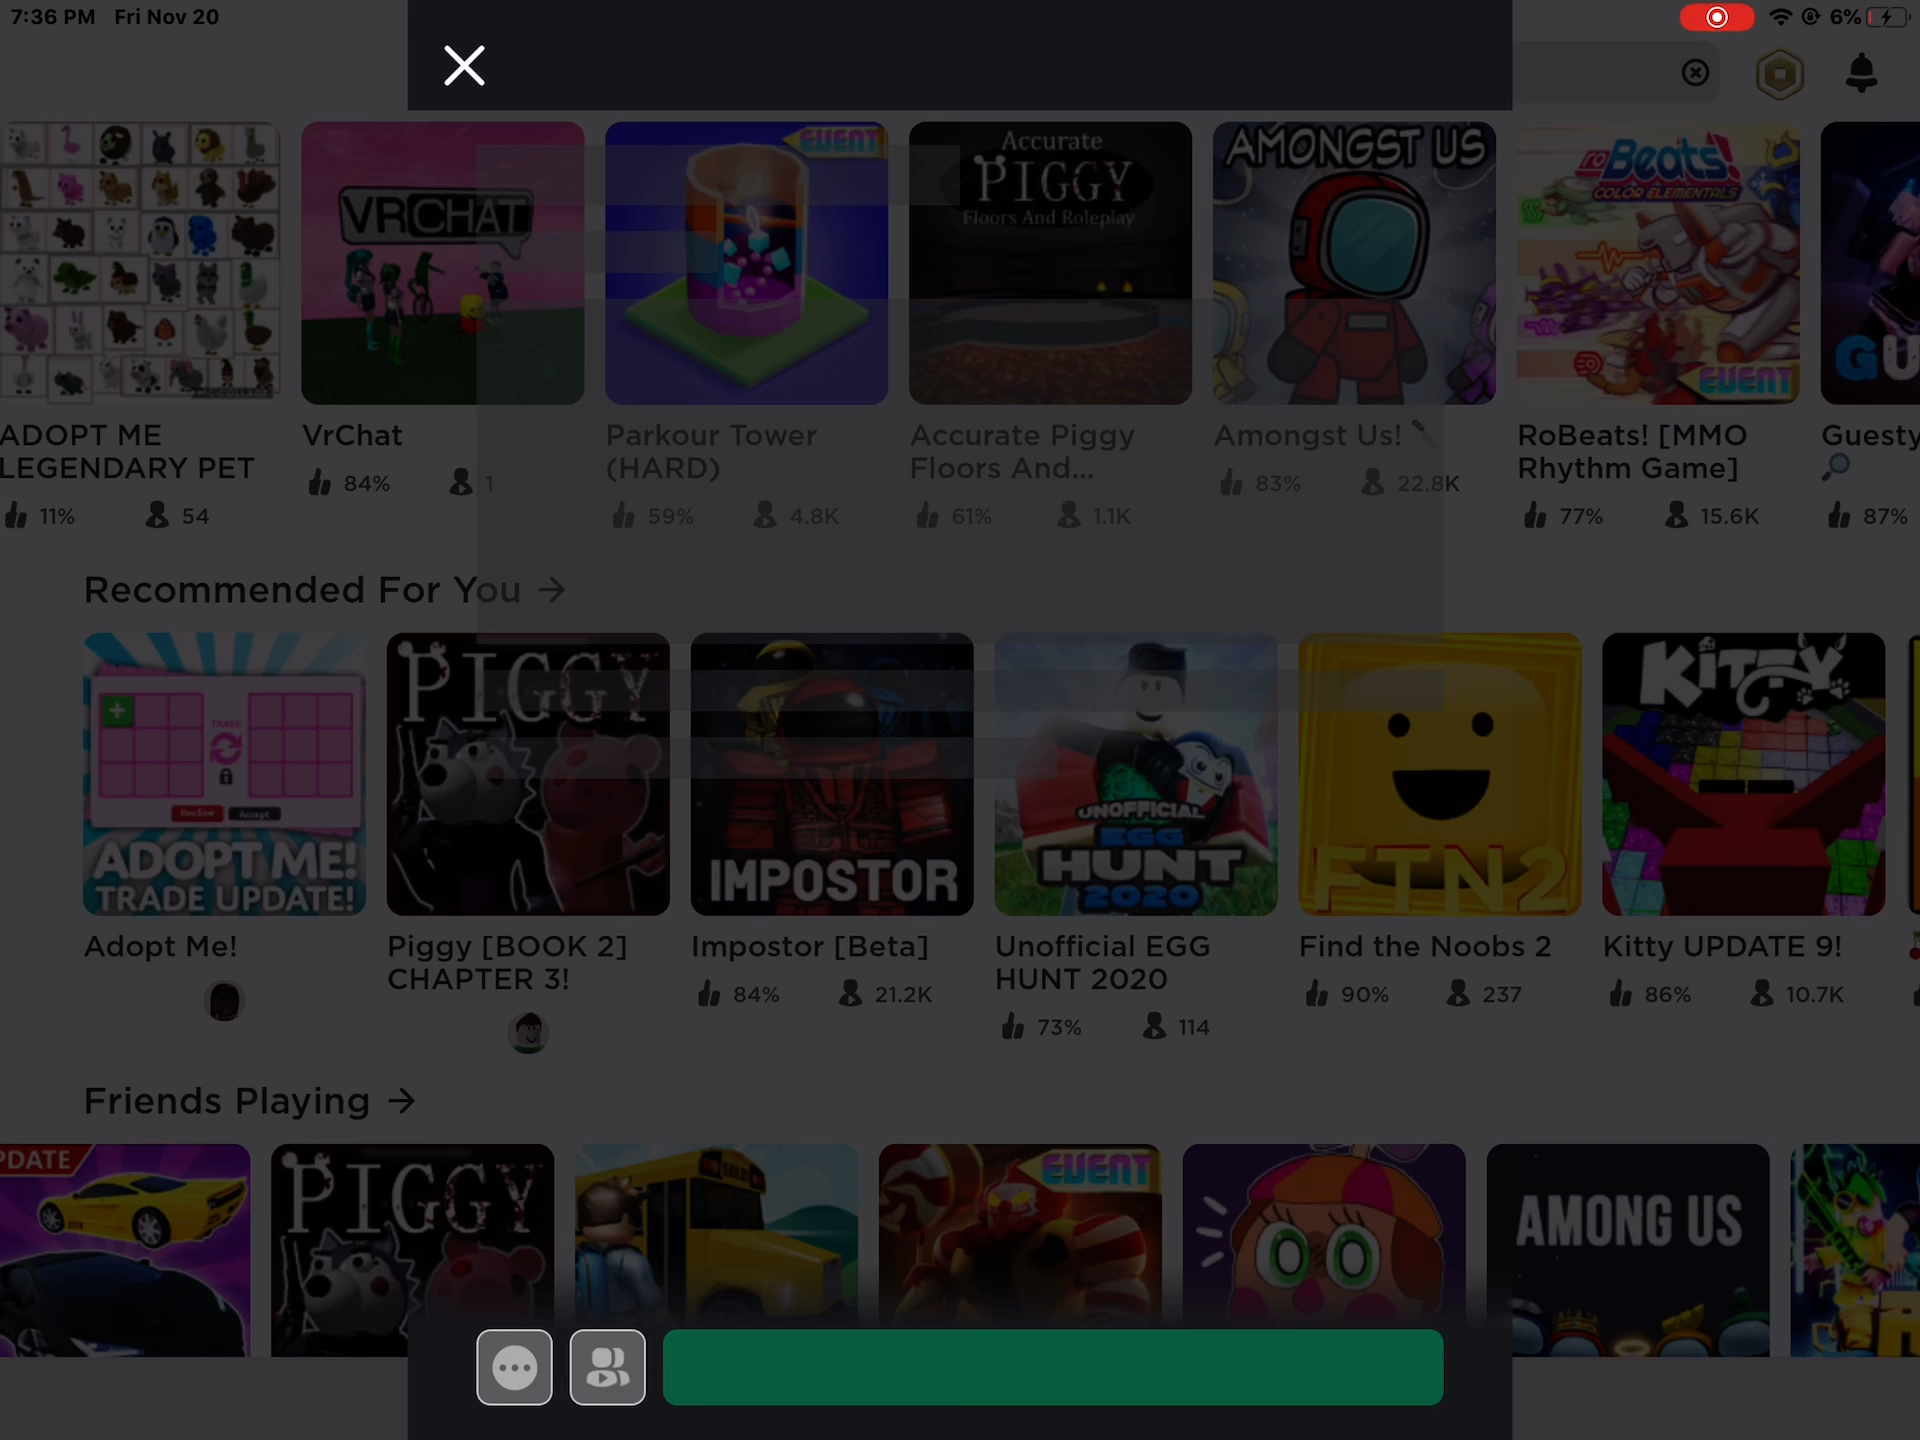 7:36 PM Fri Nov 20
6%
VRCHAT
EVENT
Accurate
PIGGY
Floors And Roleplay
AMONGST US
roBeats!
COLOR ELEMENTALS
EVENT
GU
ADOPT ME
LEGENDARY PET
11% 54
VrChat
84% 1
Parkour Tower
(HARD)
59% 4.8K
Accurate Piggy
Floors And...
61% 1.1K
Amongst Us!
83% 22.8K
RoBeats! [MMO
Rhythm Game]
77% 15.6K
Guesty
87%
Recommended For You →
TRADE
Decline Accept
ADOPT ME!
TRADE UPDATE!
PIGGY
IMPOSTOR
UNOFFICIAL
EGG
HUNT
2020
FTN2
KITTY
Adopt Me!
Piggy [BOOK 2]
CHAPTER 3!
Impostor [Beta]
84% 21.2K
Unofficial EGG
HUNT 2020
73% 114
Find the Noobs 2
90% 237
Kitty UPDATE 9!
86% 10.7K
Friends Playing →
PDATE
PIGGY
EVENT
AMONG US